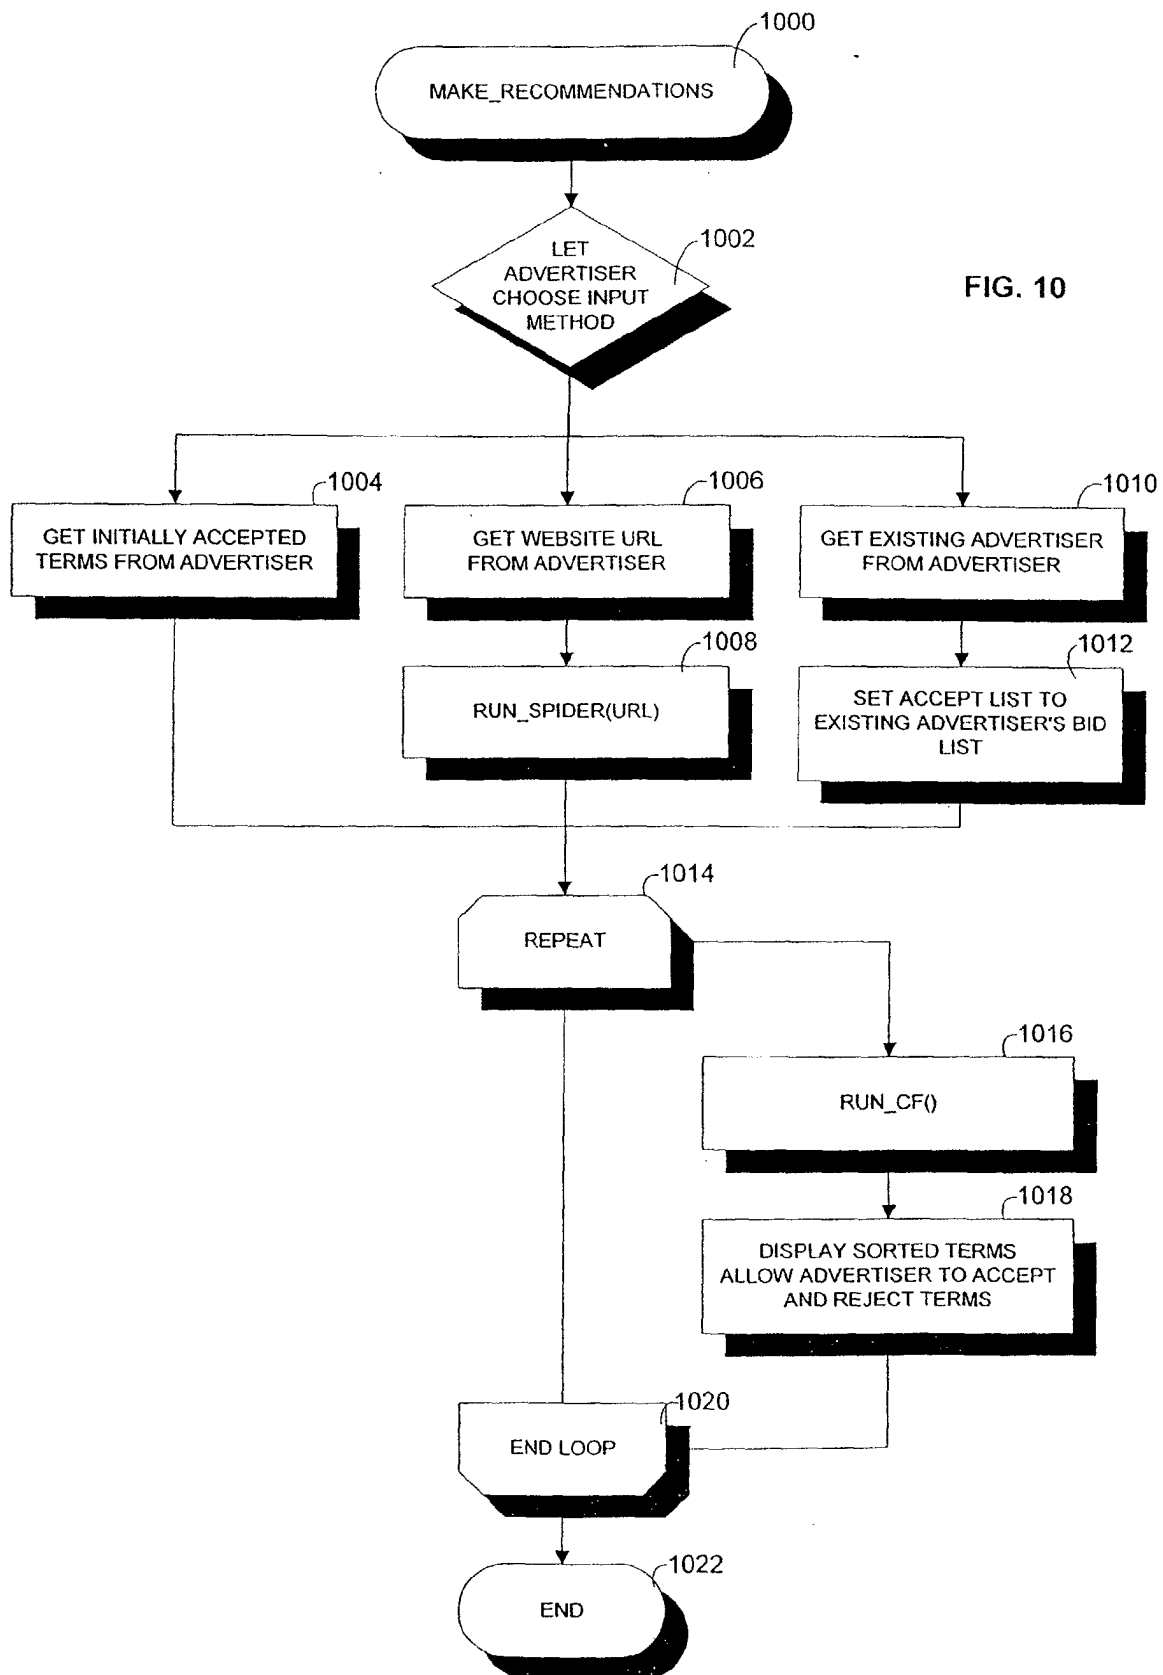 1000
MAKE_RECOMMENDATIONS
1002
LET
ADVERTISER
CHOOSE INPUT
METHOD
FIG. 10
1004
GET INITIALLY ACCEPTED
TERMS FROM ADVERTISER
1006
GET WEBSITE URL
FROM ADVERTISER
1010
GET EXISTING ADVERTISER
FROM ADVERTISER
1008
RUN_SPIDER(URL)
1012
SET ACCEPT LIST TO
EXISTING ADVERTISER'S BID
LIST
1014
REPEAT
1016
RUN_CF()
1018
DISPLAY SORTED TERMS
ALLOW ADVERTISER TO ACCEPT
AND REJECT TERMS
1020
END LOOP
1022
END